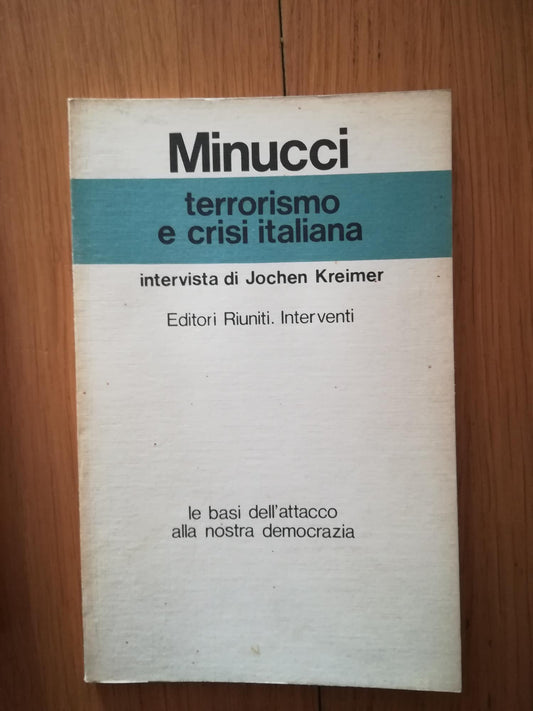 Minucci
terrorismo
e crisi italiana
intervista di Jochen Kreimer
Editori Riuniti. Interventi
le basi dell'attacco
alla nostra democrazia